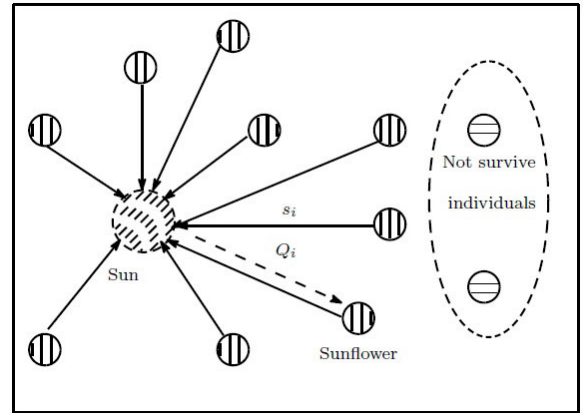 Not survive
individuals
s_i
Q_i
Sun
Sunflower